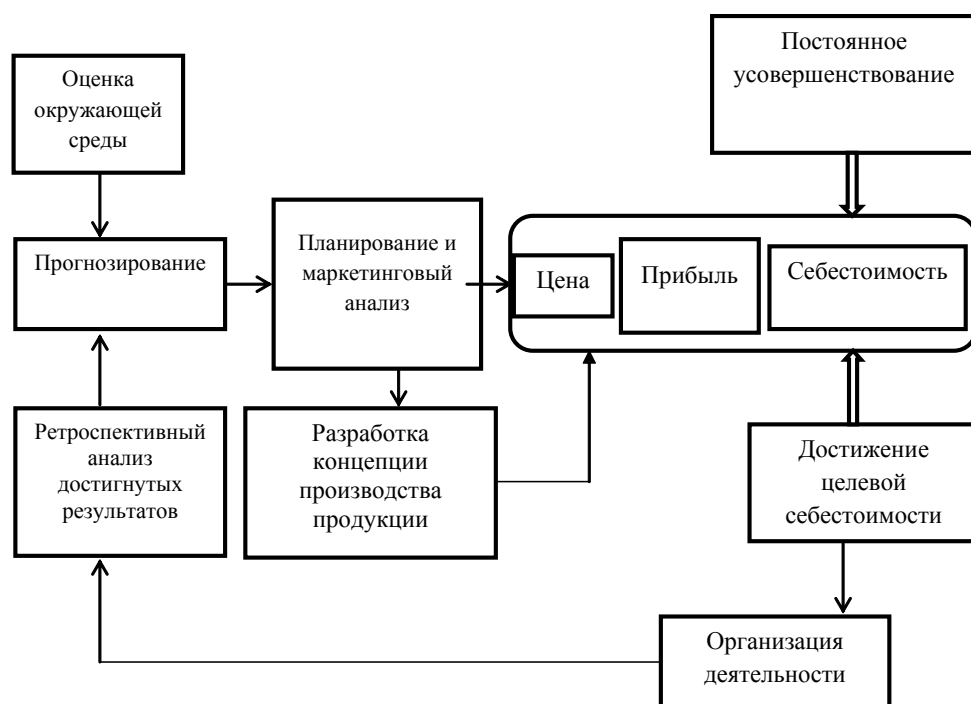 Постоянное
усовершенствование
Оценка
окружающей
среды
Прогнозирование
Планирование и
маркетинговый
анализ
Цена
Прибыль
Себестоимость
Ретроспективный
анализ
достигнутых
результатов
Разработка
концепции
производства
продукции
Достижение
целевой
себестоимости
Организация
деятельности